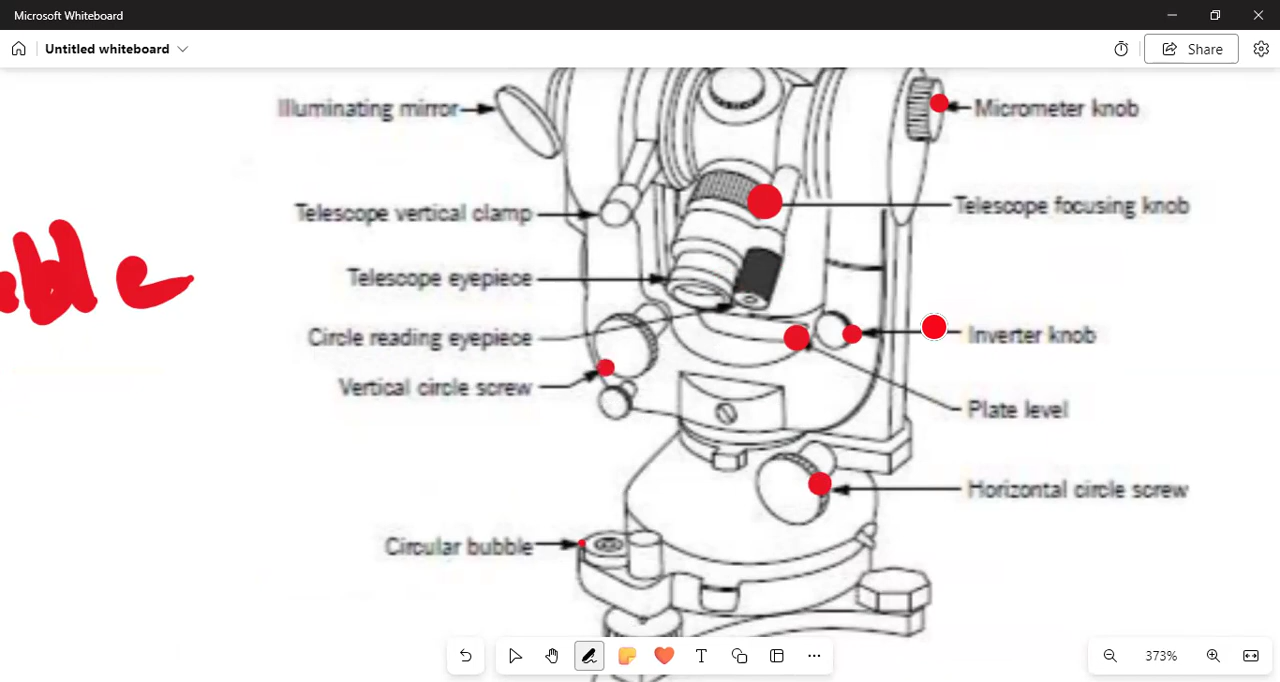 Microsoft Whiteboard
Untitled whiteboard
Share
Illuminating mirror
Micrometer knob
Telescope vertical clamp
Telescope focusing knob
Telescope eyepiece
Circle reading eyepiece
Inverter knob
Vertical circle screw
Plate level
Horizontal circle screw
Circular bubble
373%